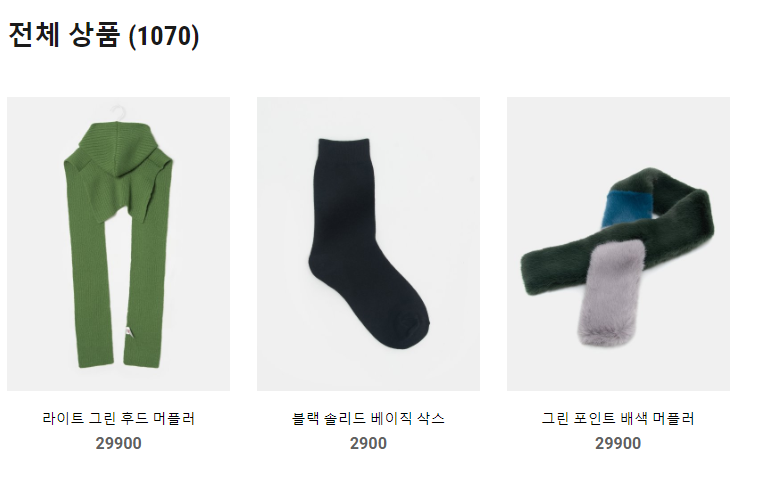 전체 상품 (1070)
라이트 그린 후드 머플러
29900
블랙 솔리드 베이직 삭스
2900
그린 포인트 배색 머플러
29900